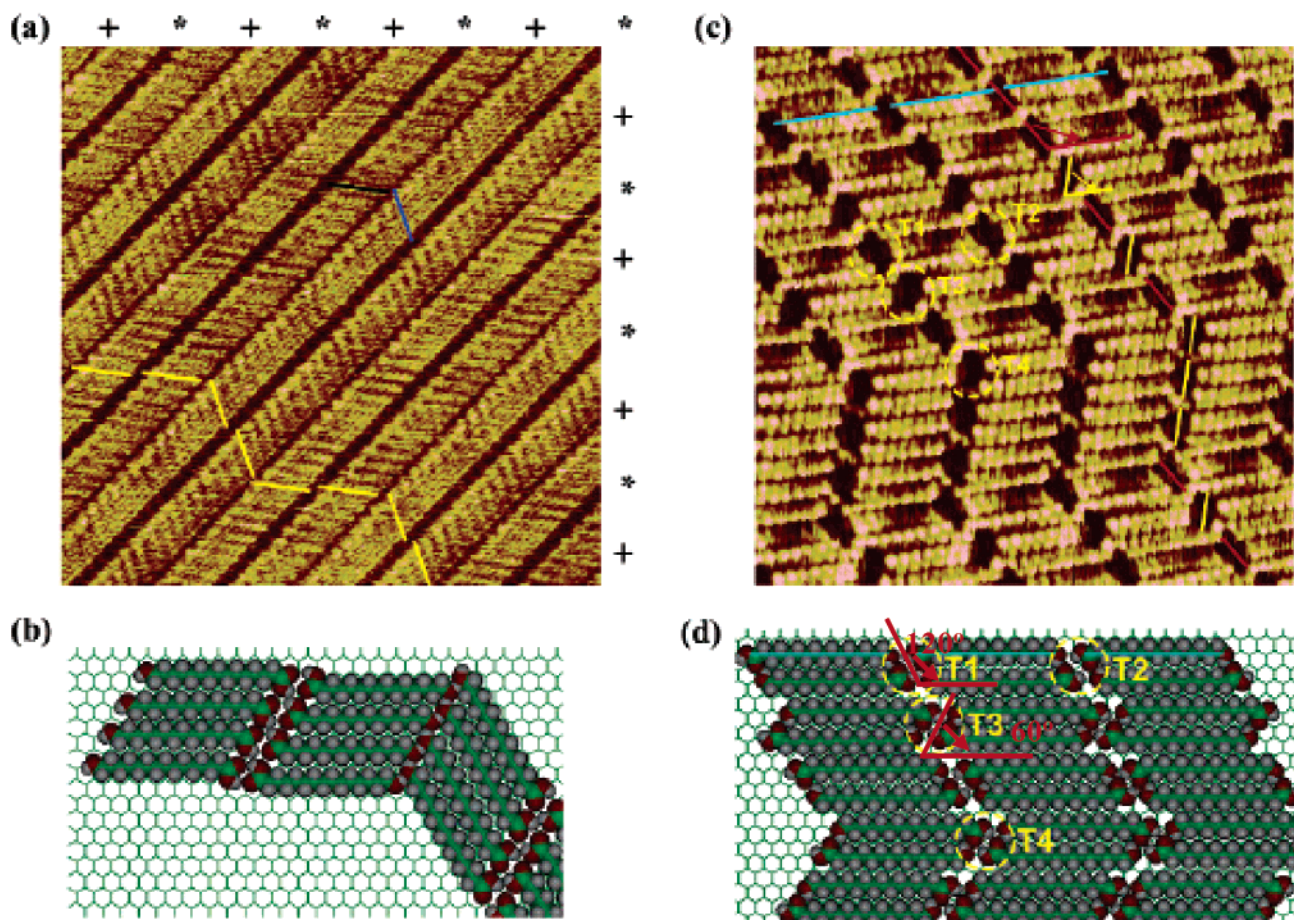 (a) + * + * + * + *
+
*
+
*
+
*
+
(c)
T1
T2
T3
T4
(b)
(d)
120°
T1
T2
T3
60°
T4